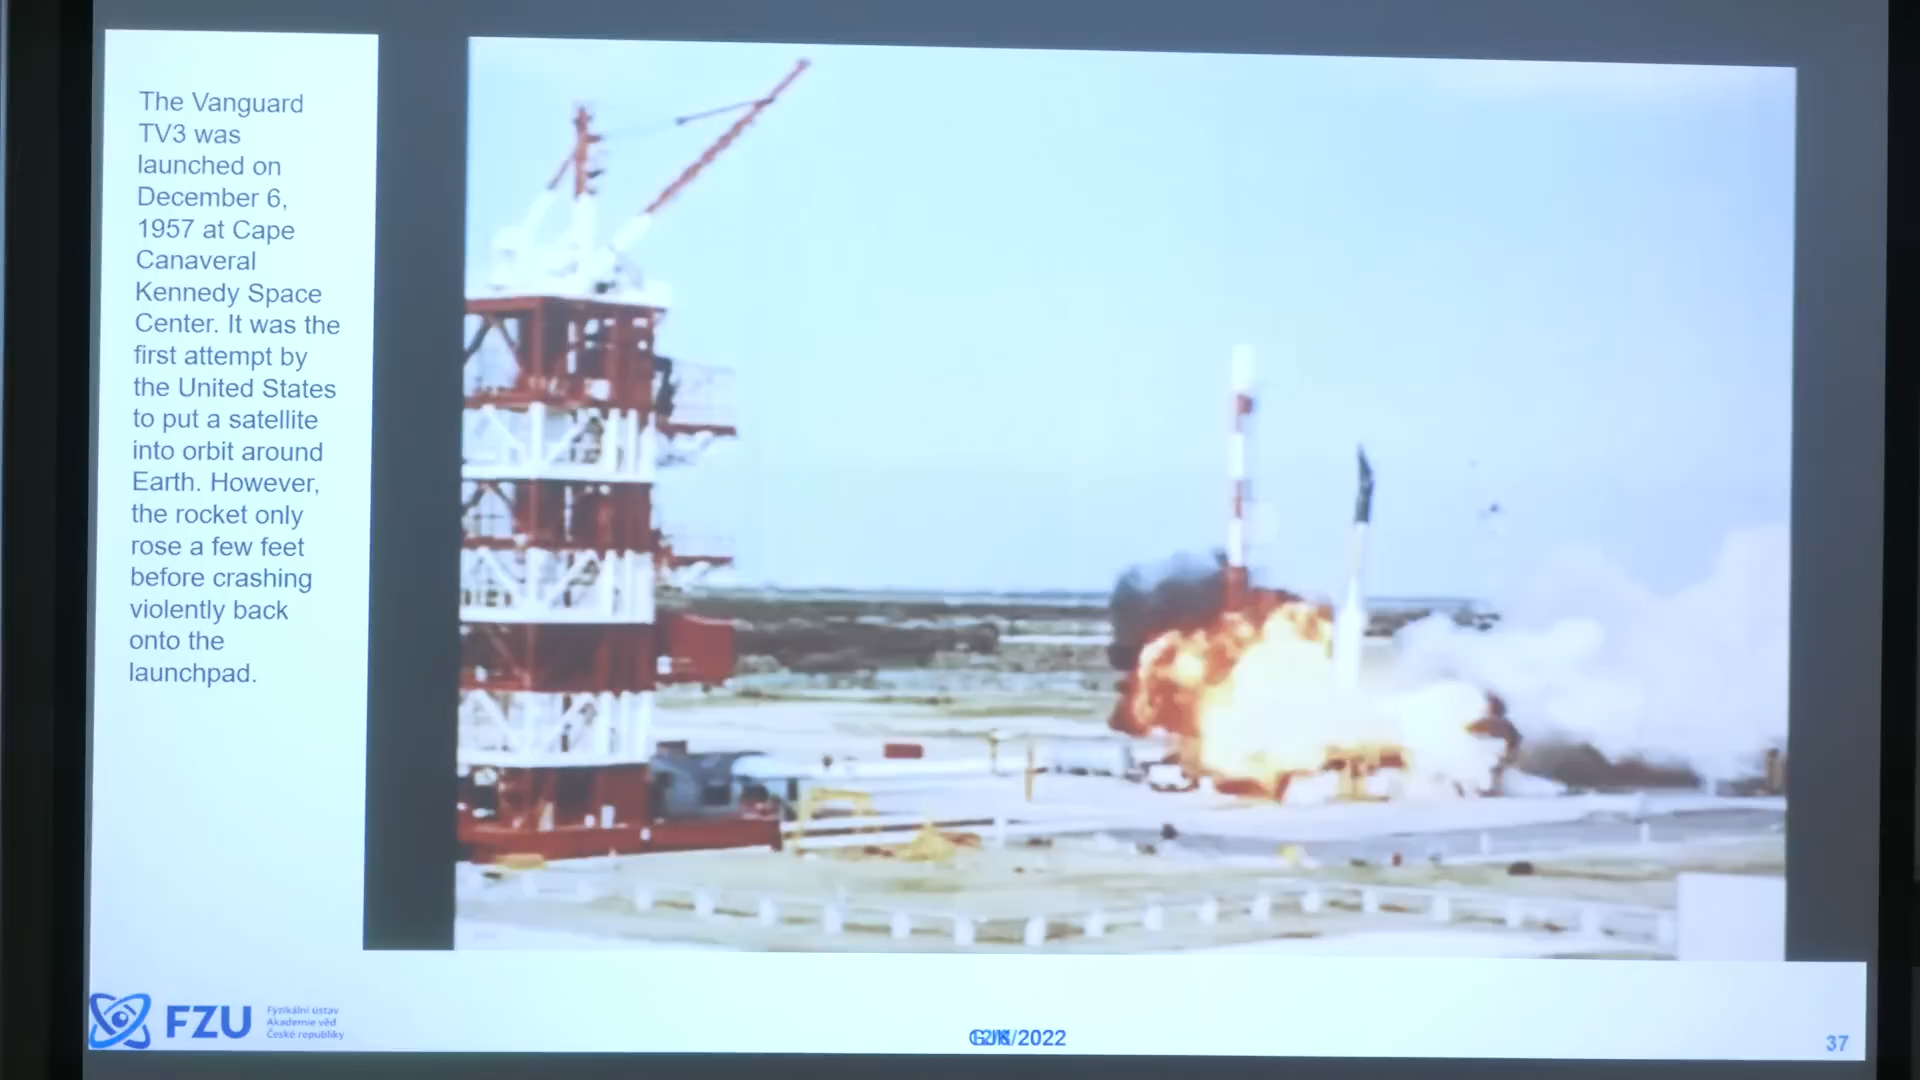 The Vanguard
TV3 was
launched on
December 6,
1957 at Cape
Canaveral
Kennedy Space
Center. It was the
first attempt by
the United States
to put a satellite
into orbit around
Earth. However,
the rocket only
rose a few feet
before crashing
violently back
onto the
launchpad.
FZU
Fyzikální ústav
Akademie věd
České republiky
/2022
37